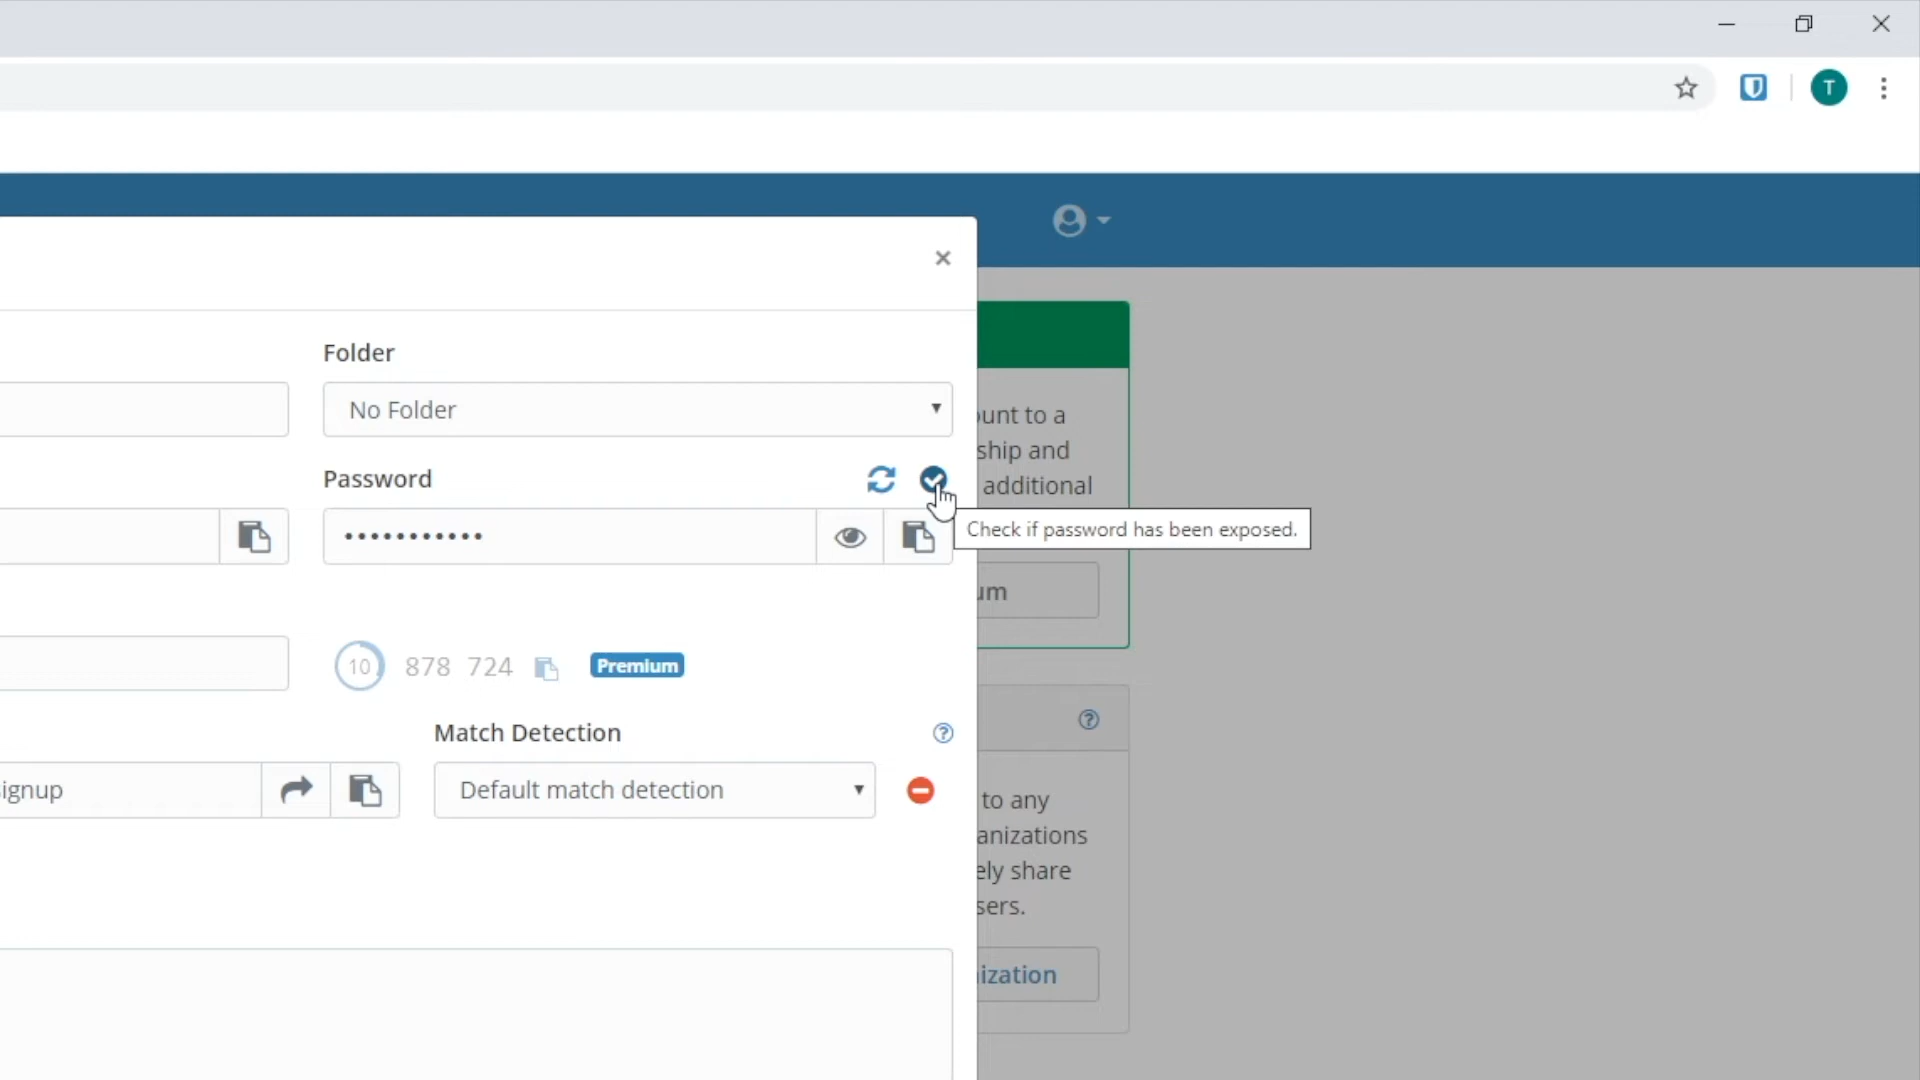 T
×
Folder
No Folder
Password
•••••••••••
Check if password has been exposed.
10 878 724 Premium
Match Detection
?
ignup
Default match detection
unt to a
ship and
additional
um
?
to any
anizations
ely share
sers.
ization